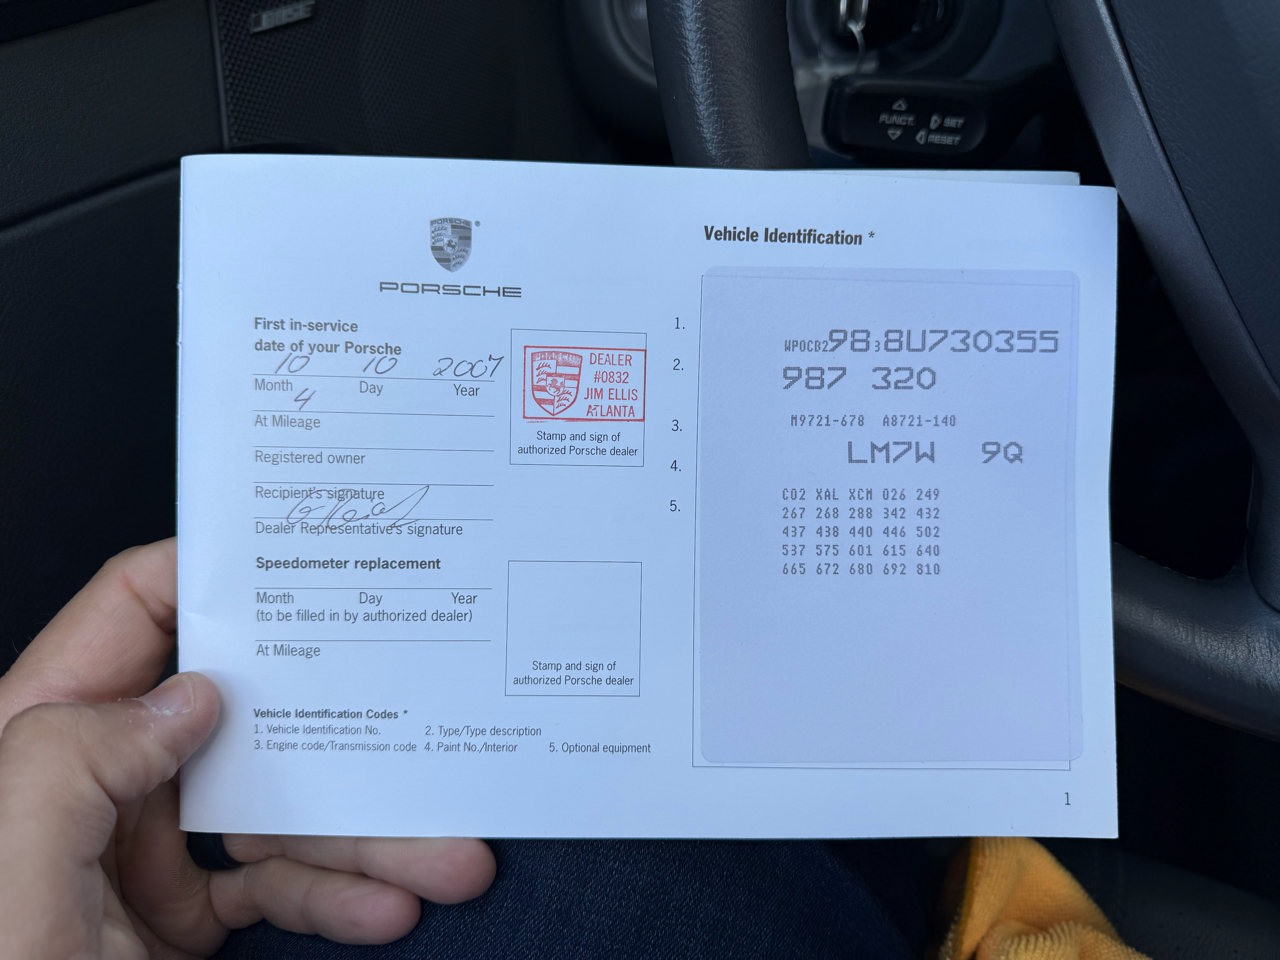 BOSE
FUNCT.
SET
RESET
PORSCHE
PORSCHE
First in-service
date of your Porsche
10 10 2007
Month Day Year
4
At Mileage
Registered owner
Recipient's signature
Dealer Representative's signature
DEALER
#0832
JIM ELLIS
ATLANTA
Stamp and sign of
authorized Porsche dealer
Speedometer replacement
Month Day Year
(to be filled in by authorized dealer)
At Mileage
Stamp and sign of
authorized Porsche dealer
Vehicle Identification Codes *
1. Vehicle Identification No. 2. Type/Type description
3. Engine code/Transmission code 4. Paint No./Interior 5. Optional equipment
Vehicle Identification *
1. WP0CB29838U730355
2. 987 320
3. M9721-678 A8721-140
4. LM7W 9Q
5. C02 XAL XCM 026 249
267 268 288 342 432
437 438 440 446 502
537 575 601 615 640
665 672 680 692 810
1